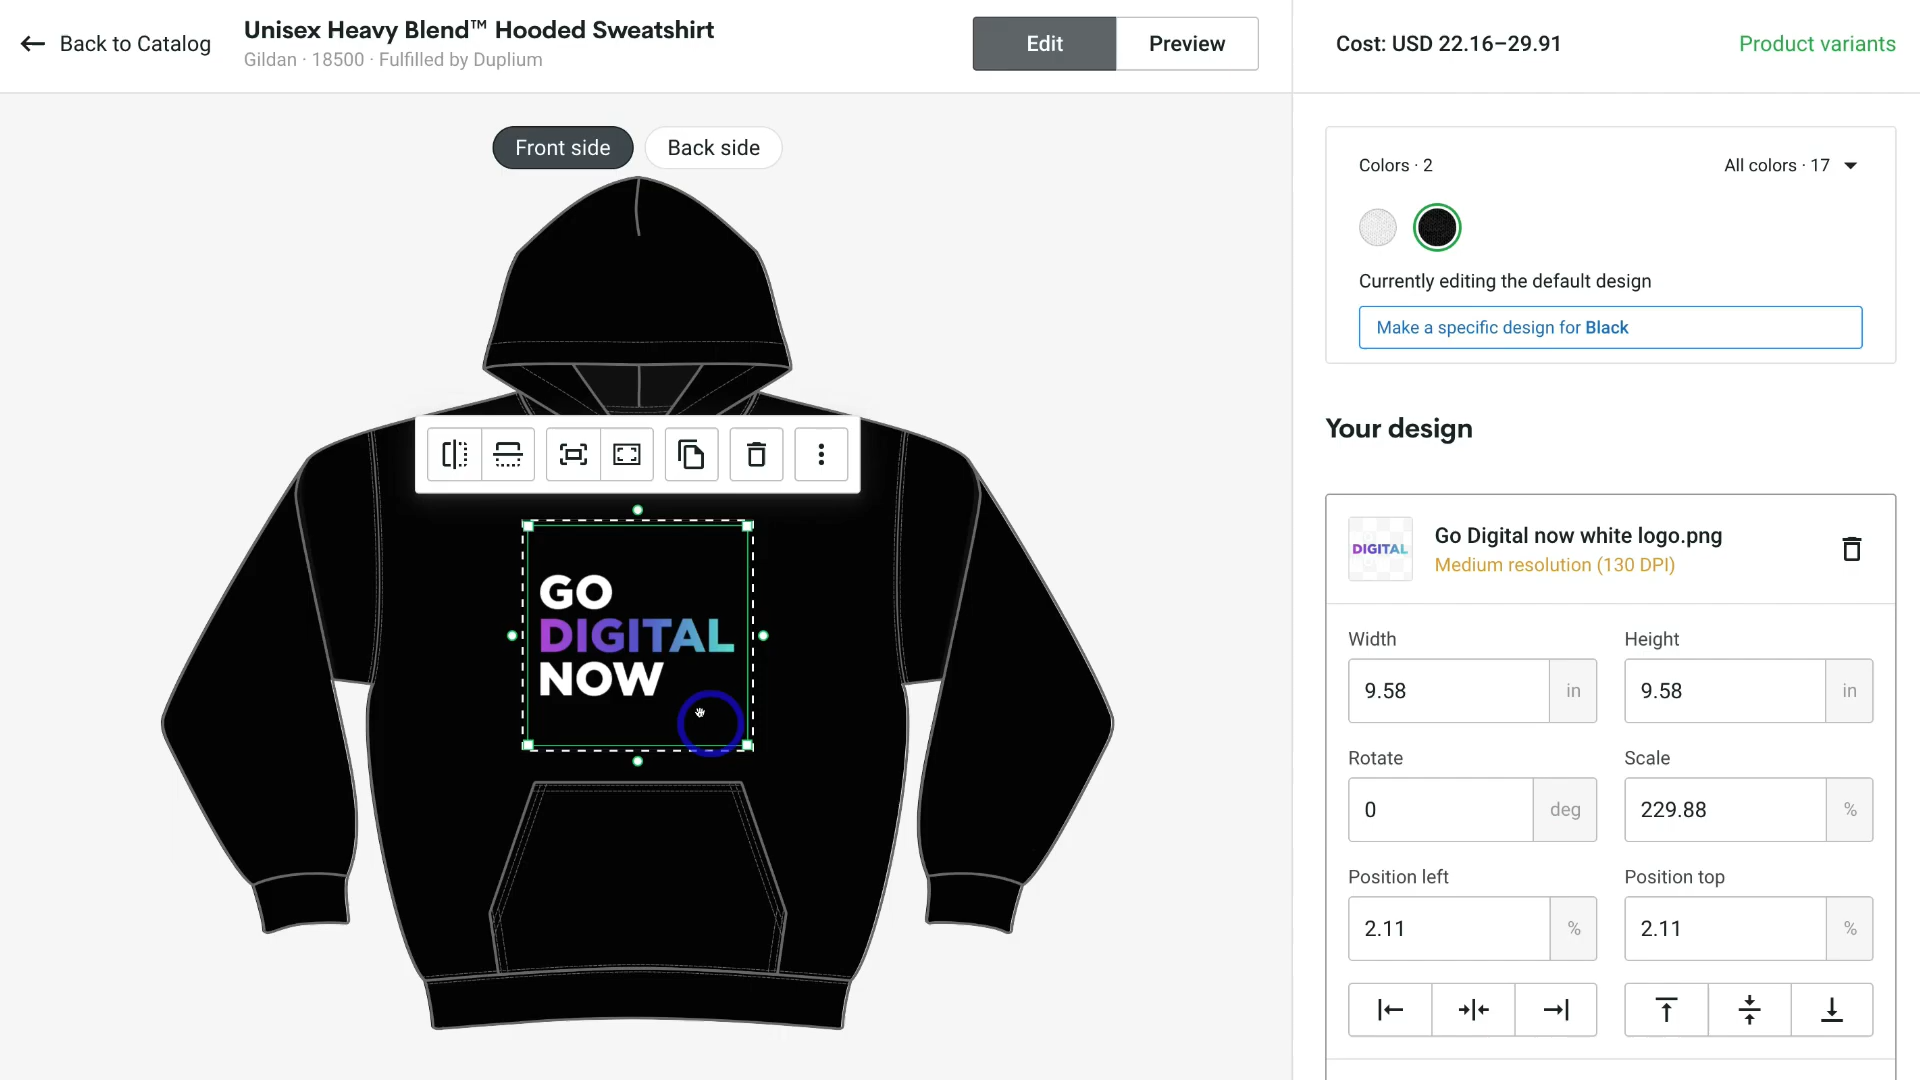 Back to Catalog
Unisex Heavy Blend™ Hooded Sweatshirt
Gildan · 18500 · Fulfilled by Duplium
Edit
Preview
Cost: USD 22.16–29.91
Product variants
Front side
Back side
Colors · 2
All colors · 17
Currently editing the default design
Make a specific design for Black
Your design
DIGITAL
Go Digital now white logo.png
Medium resolution (130 DPI)
GO
DIGITAL
NOW
Width
Height
9.58 in
9.58 in
Rotate
Scale
0 deg
229.88 %
Position left
Position top
2.11 %
2.11 %